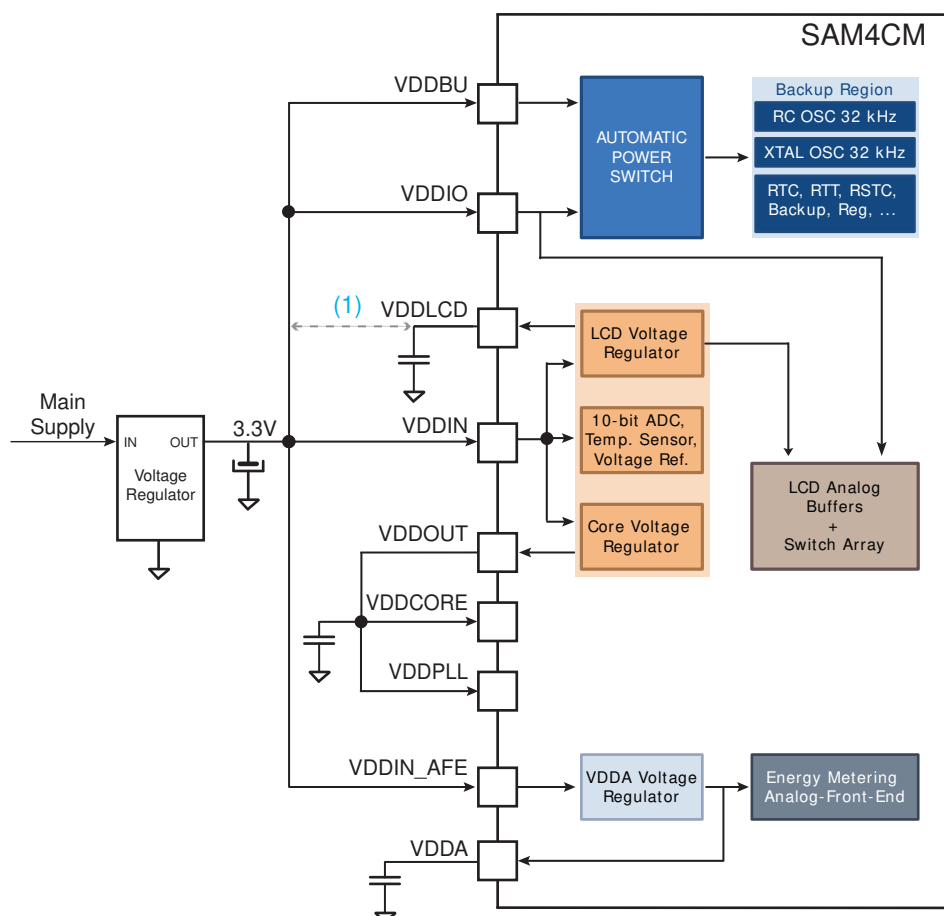 SAM4CM
VDDBU
AUTOMATIC
POWER
SWITCH
Backup Region
RC OSC 32 kHz
XTAL OSC 32 kHz
RTC, RTT, RSTC,
Backup, Reg, ...
VDDIO
(1)
VDDLCD
LCD Voltage
Regulator
Main
Supply
IN
OUT
Voltage
Regulator
3.3V
VDDIN
10-bit ADC,
Temp. Sensor,
Voltage Ref.
LCD Analog
Buffers
+
Switch Array
VDDOUT
Core Voltage
Regulator
VDDCORE
VDDPLL
VDDIN_AFE
VDDA Voltage
Regulator
Energy Metering
Analog-Front-End
VDDA